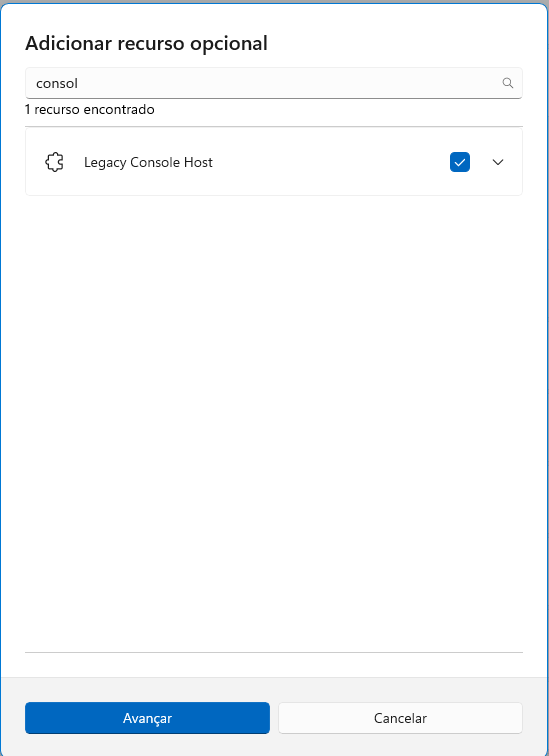 Adicionar recurso opcional
consol
1 recurso encontrado
Legacy Console Host
Avançar
Cancelar